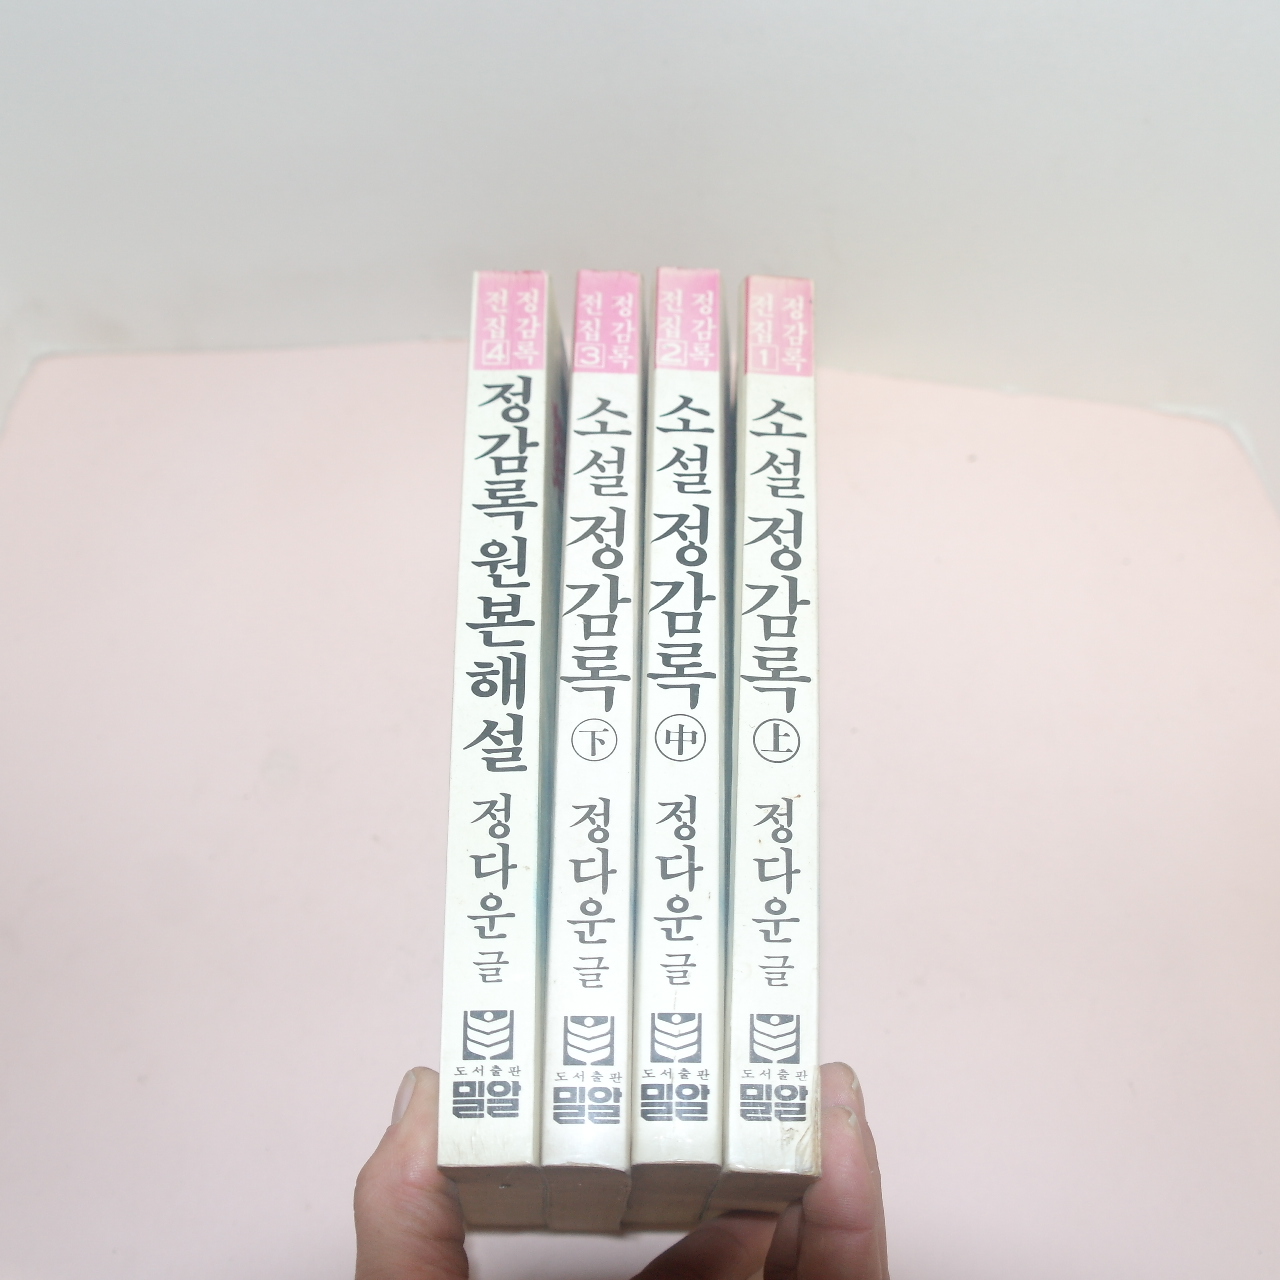 정감록
전집 4
정감록 원본해설
정다운 글
도서출판
밀알
정감록
전집 3
소설 정감록 下
정다운 글
도서출판
밀알
정감록
전집 2
소설 정감록 中
정다운 글
도서출판
밀알
정감록
전집 1
소설 정감록 上
정다운 글
도서출판
밀알